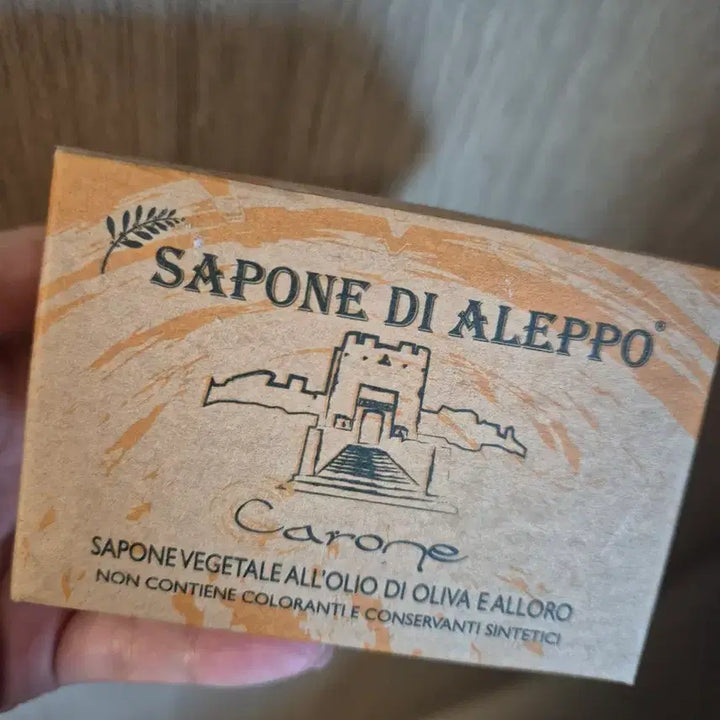 SAPONE DI ALEPPO®
Carone
SAPONE VEGETALE ALL'OLIO DI OLIVA E ALLORO
NON CONTIENE COLORANTI E CONSERVANTI SINTETICI